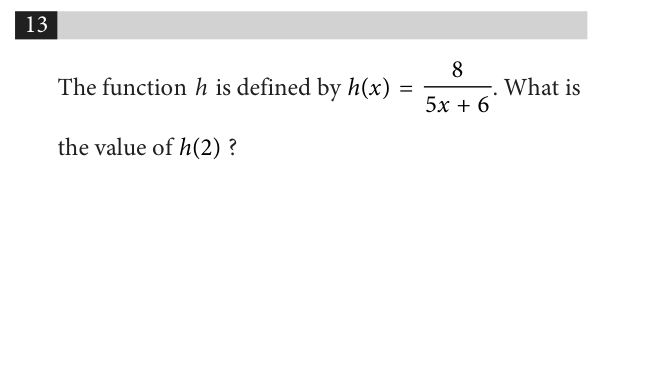 13
The function h is defined by h(x) = 8/(5x + 6). What is
the value of h(2) ?